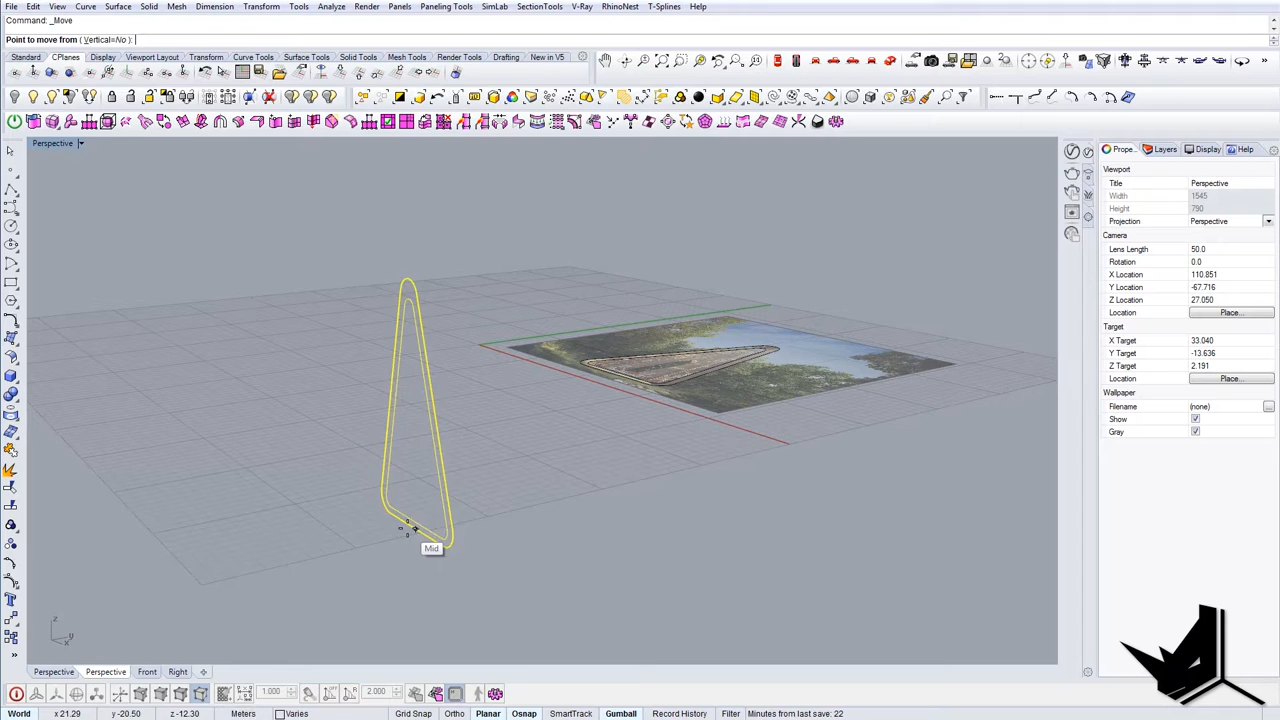 File Edit View Curve Surface Solid Mesh Dimension Transform Tools Analyze Render Panels Paneling Tools SimLab SectionTools V-Ray RhinoNest T-Splines Help
Command: _Move
Point to move from ( Vertical=No ):
Standard CPlanes Display Viewport Layout Transform Curve Tools Surface Tools Solid Tools Mesh Tools Render Tools Drafting New in V5
Perspective
Prope... Layers Display Help
Viewport
Title Perspective
Width 1545
Height 790
Projection Perspective
Camera
Lens Length 50.0
Rotation 0.0
X Location 110.851
Y Location -67.716
Z Location 27.050
Location Place...
Target
X Target 33.040
Y Target -13.636
Z Target 2.191
Location Place...
Wallpaper
Filename (none) ...
Show
Gray
Mid
z
y
x
Perspective Perspective Front Right
1.000 2.000
World x 21.29 y -20.50 z -12.30 Meters Varies Grid Snap Ortho Planar Osnap SmartTrack Gumball Record History Filter Minutes from last save: 22